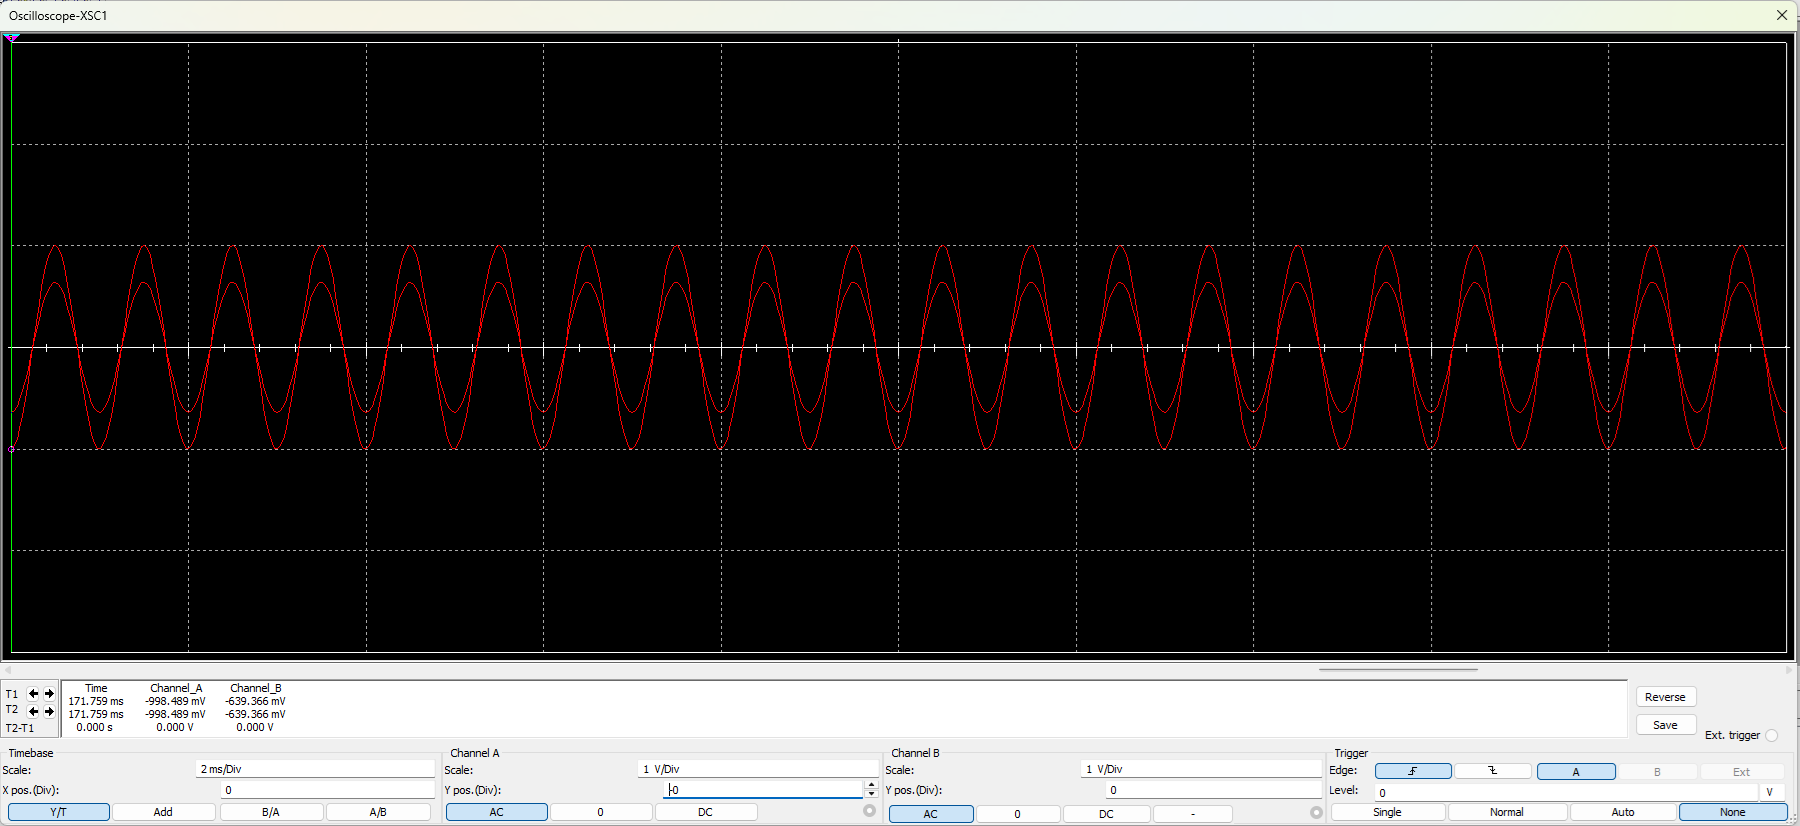 Oscilloscope-XSC1
Time Channel_A Channel_B
T1 171.759 ms -998.489 mV -639.366 mV
T2 171.759 ms -998.489 mV -639.366 mV
T2-T1 0.000 s 0.000 V 0.000 V
Reverse
Save
Ext. trigger
Timebase
Scale: 2 ms/Div
X pos.(Div): 0
Y/T Add B/A A/B
Channel A
Scale: 1 V/Div
Y pos.(Div): -0
AC 0 DC
Channel B
Scale: 1 V/Div
Y pos.(Div): 0
AC 0 DC -
Trigger
Edge: A B Ext
Level: 0 V
Single Normal Auto None